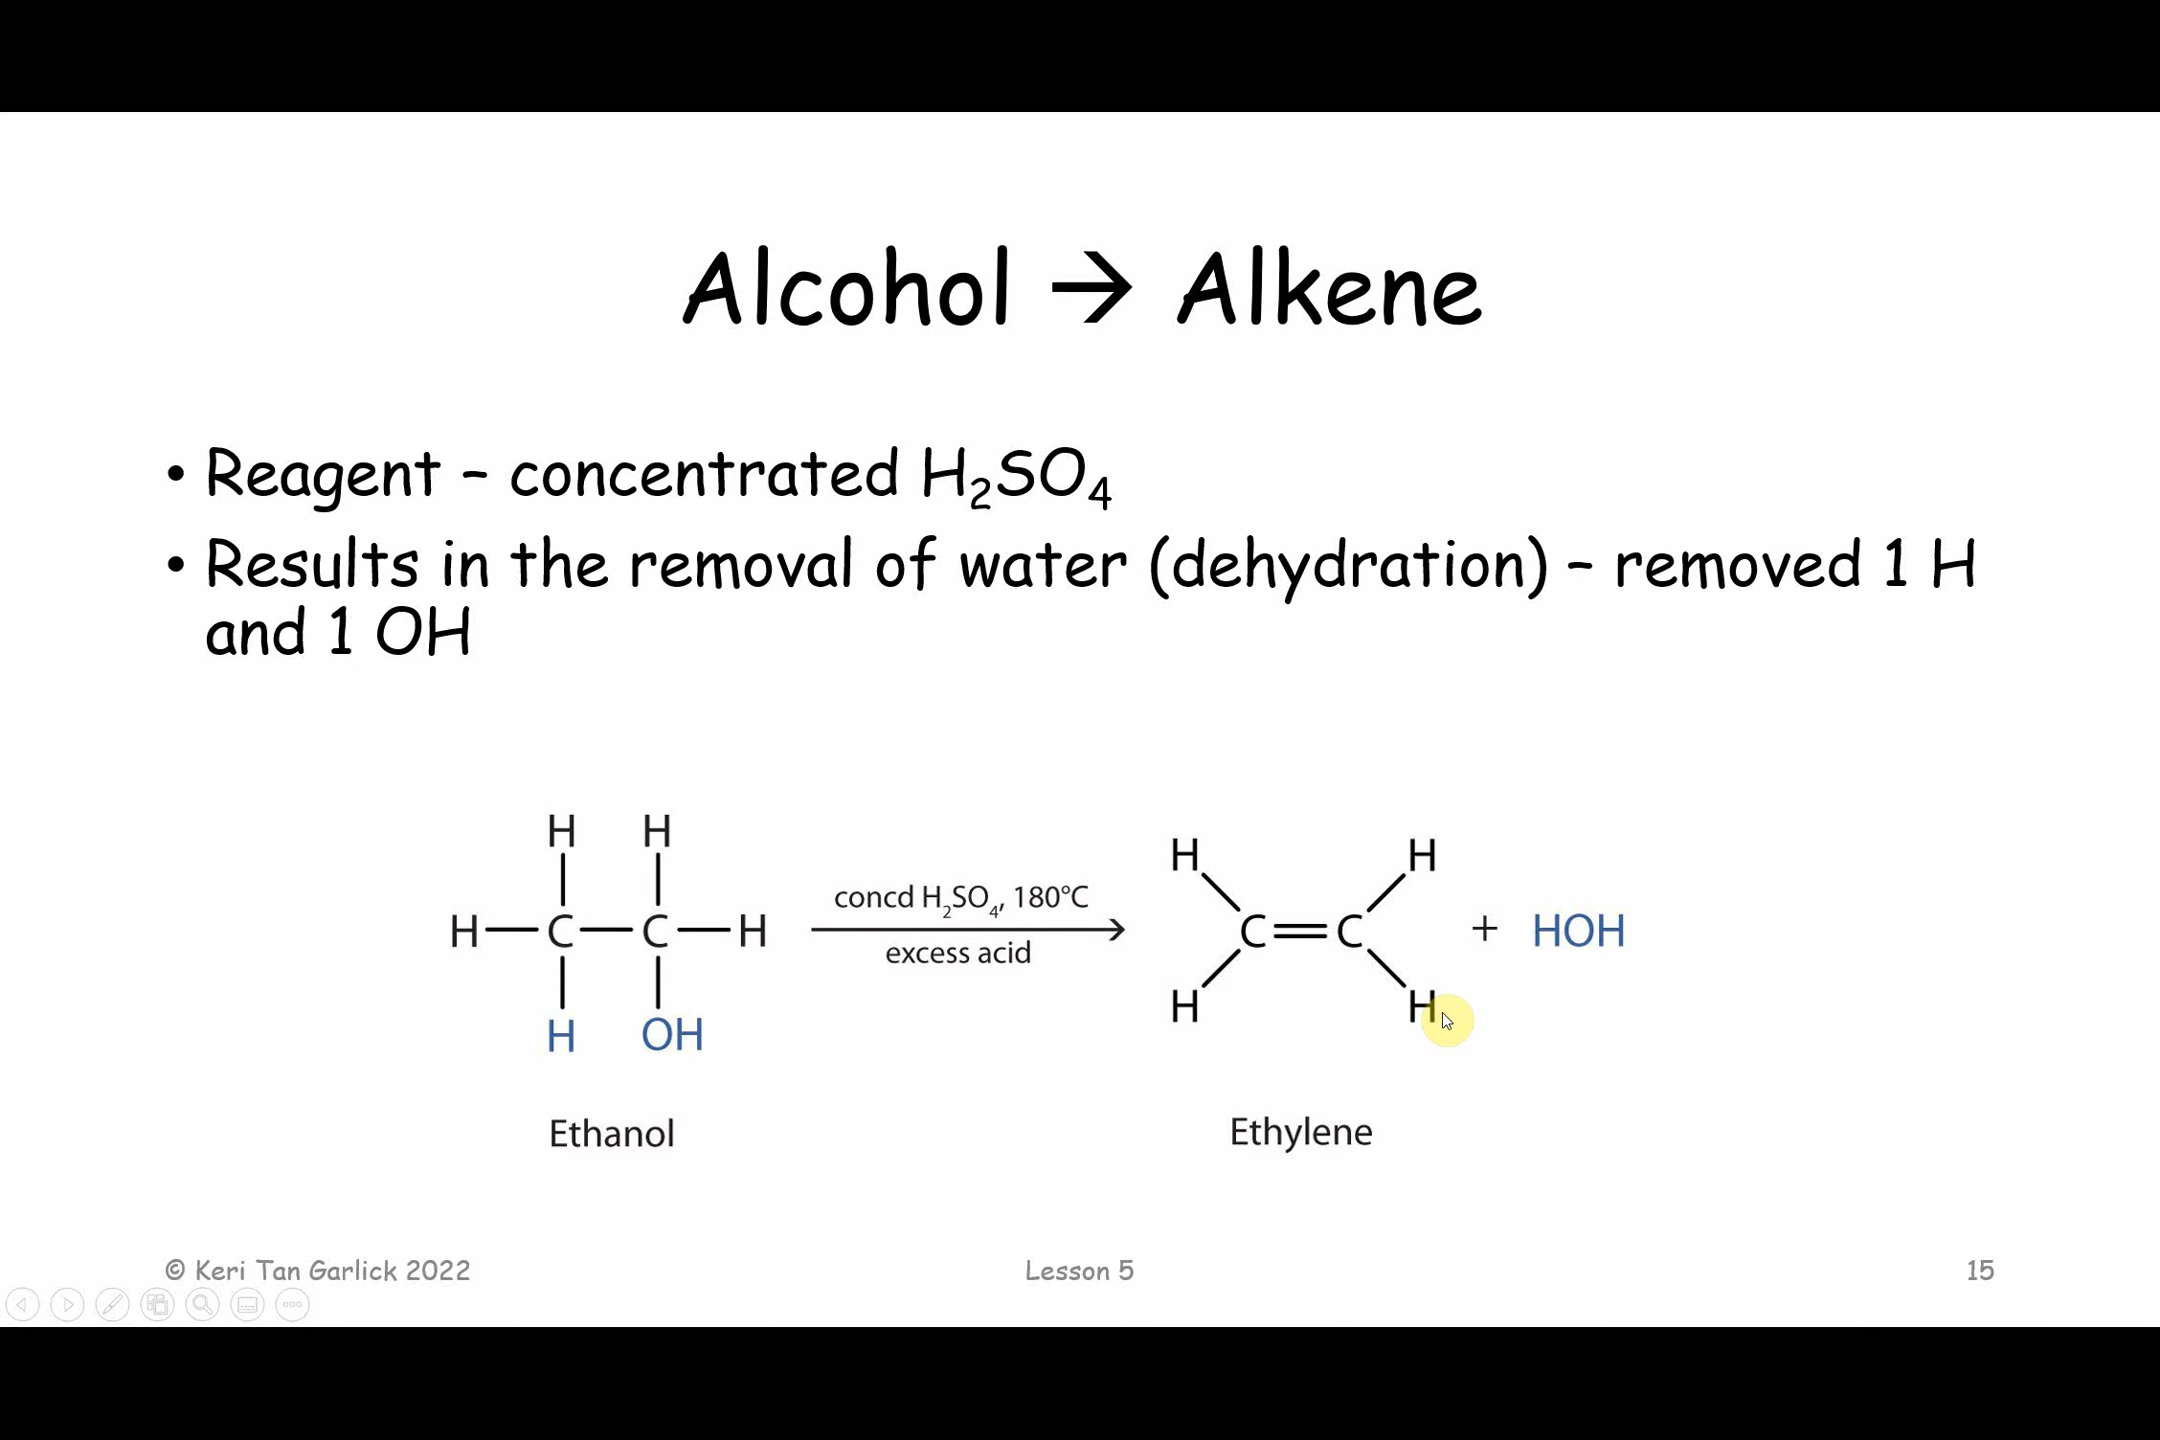 Alcohol → Alkene
• Reagent – concentrated H₂SO₄
• Results in the removal of water (dehydration) – removed 1 H
and 1 OH
H H H H
concd H₂SO₄, 180°C
H C C H C C + HOH
excess acid
H OH H H
Ethanol Ethylene
© Keri Tan Garlick 2022 Lesson 5 15